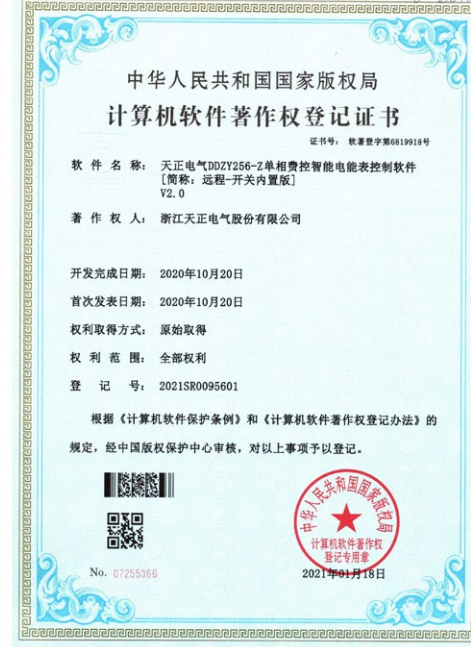 中华人民共和国国家版权局
计算机软件著作权登记证书
证书号： 软著登字第6819918号
软件名称： 天正电气DDZY256-Z单相费控智能电能表控制软件
[简称：远程-开关内置版]
V2.0
著作权人： 浙江天正电气股份有限公司
开发完成日期： 2020年10月20日
首次发表日期： 2020年10月20日
权利取得方式： 原始取得
权利范围： 全部权利
登记号： 2021SR0095601
根据《计算机软件保护条例》和《计算机软件著作权登记办法》的
规定，经中国版权保护中心审核，对以上事项予以登记。
中华人民共和国国家版权局
计算机软件著作权
登记专用章
No. 07255366
2021年01月18日